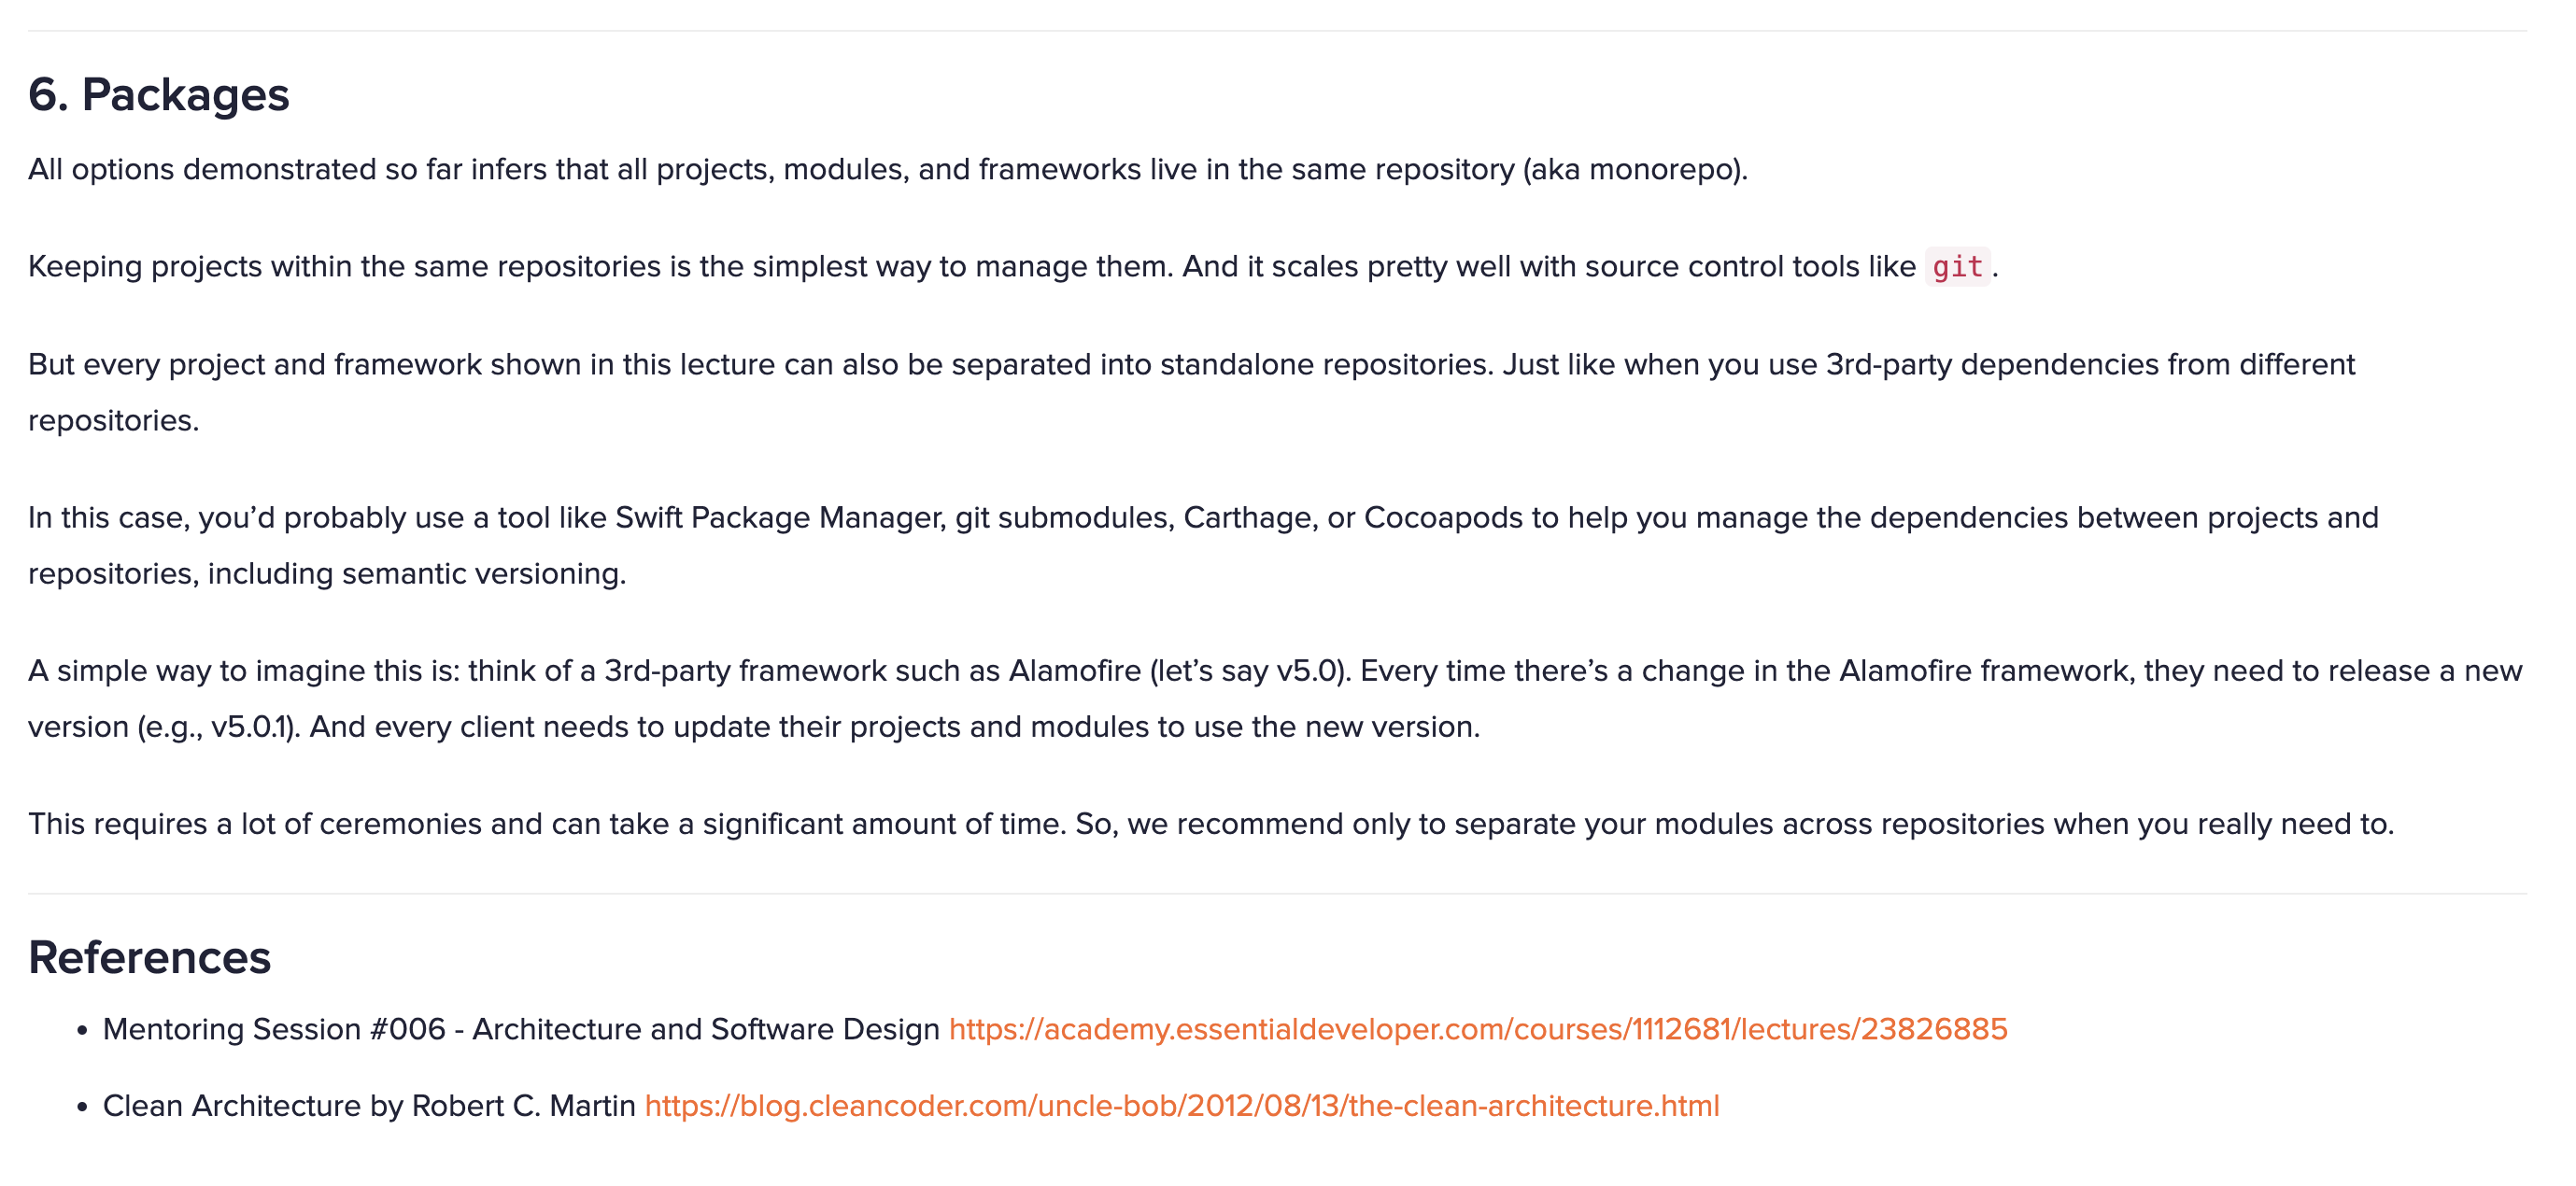 6. Packages
All options demonstrated so far infers that all projects, modules, and frameworks live in the same repository (aka monorepo).
Keeping projects within the same repositories is the simplest way to manage them. And it scales pretty well with source control tools like git.
But every project and framework shown in this lecture can also be separated into standalone repositories. Just like when you use 3rd-party dependencies from different
repositories.
In this case, you’d probably use a tool like Swift Package Manager, git submodules, Carthage, or Cocoapods to help you manage the dependencies between projects and
repositories, including semantic versioning.
A simple way to imagine this is: think of a 3rd-party framework such as Alamofire (let’s say v5.0). Every time there’s a change in the Alamofire framework, they need to release a new
version (e.g., v5.0.1). And every client needs to update their projects and modules to use the new version.
This requires a lot of ceremonies and can take a significant amount of time. So, we recommend only to separate your modules across repositories when you really need to.
References
• Mentoring Session #006 - Architecture and Software Design https://academy.essentialdeveloper.com/courses/1112681/lectures/23826885
• Clean Architecture by Robert C. Martin https://blog.cleancoder.com/uncle-bob/2012/08/13/the-clean-architecture.html